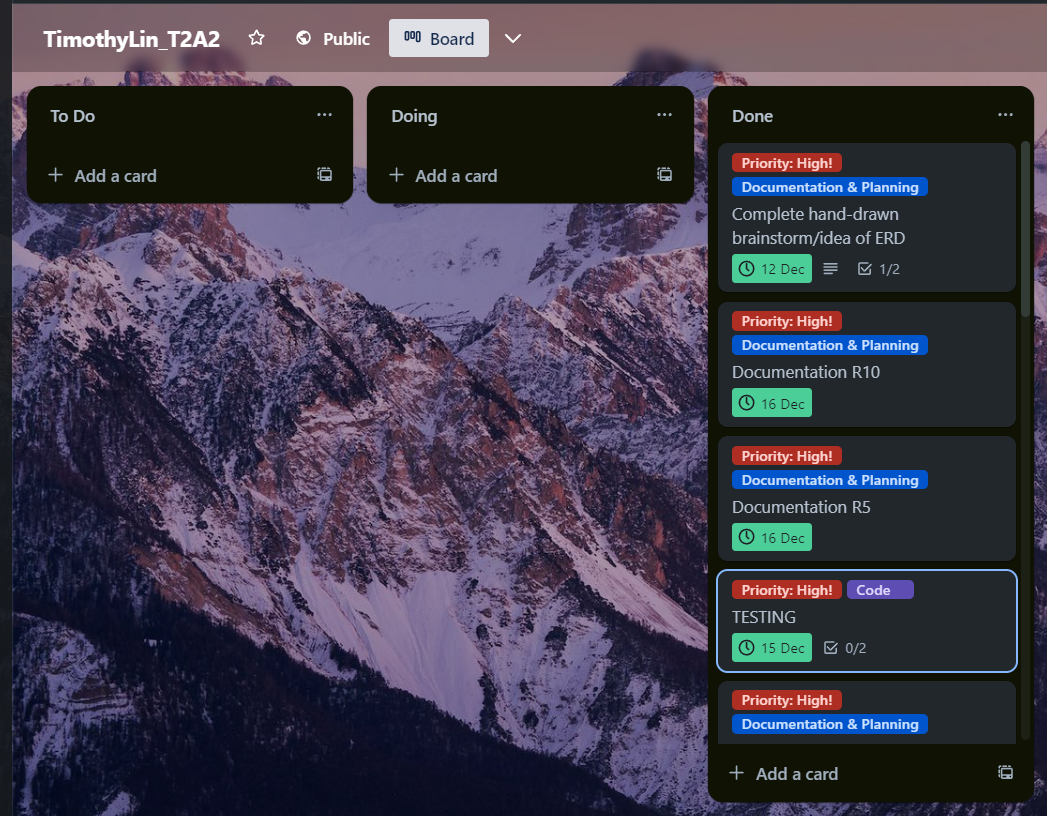 TimothyLin_T2A2
Public
Board
To Do
Add a card
Doing
Add a card
Done
Priority: High!
Documentation & Planning
Complete hand-drawn
brainstorm/idea of ERD
12 Dec
1/2
Priority: High!
Documentation & Planning
Documentation R10
16 Dec
Priority: High!
Documentation & Planning
Documentation R5
16 Dec
Priority: High!
Code
TESTING
15 Dec
0/2
Priority: High!
Documentation & Planning
Add a card